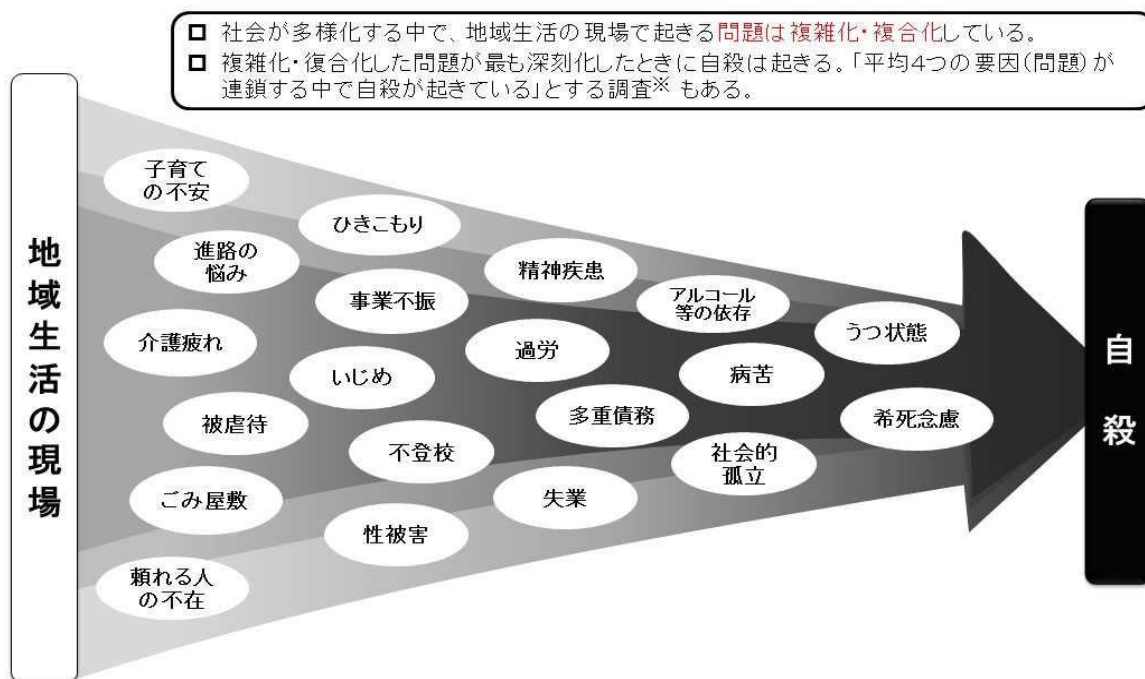 □ 社会が多様化する中で、地域生活の現場で起きる問題は複雑化・複合化している。
□ 複雑化・復合化した問題が最も深刻化したときに自殺は起きる。「平均4つの要因(問題)が
連鎖する中で自殺が起きている」とする調査※ もある。
地域生活の現場
子育て
の不安
進路の
悩み
介護疲れ
被虐待
ごみ屋敷
頼れる人
の不在
ひきこもり
事業不振
いじめ
不登校
性被害
精神疾患
過労
多重債務
失業
アルコール
等の依存
病苦
社会的
孤立
うつ状態
希死念慮
自殺